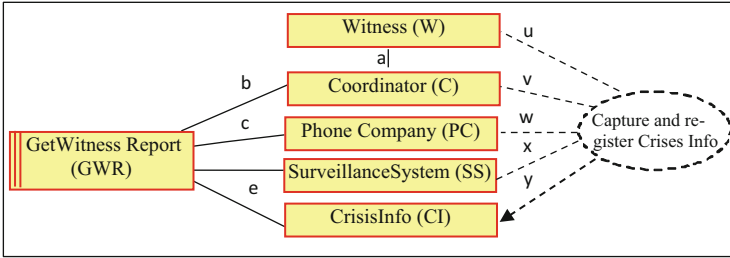 Witness (W)
u
a|
b
Coordinator (C)
v
c
Phone Company (PC)
w
Capture and re-
gister Crises Info
GetWitness Report
(GWR)
x
SurveillanceSystem (SS)
e
y
CrisisInfo (CI)